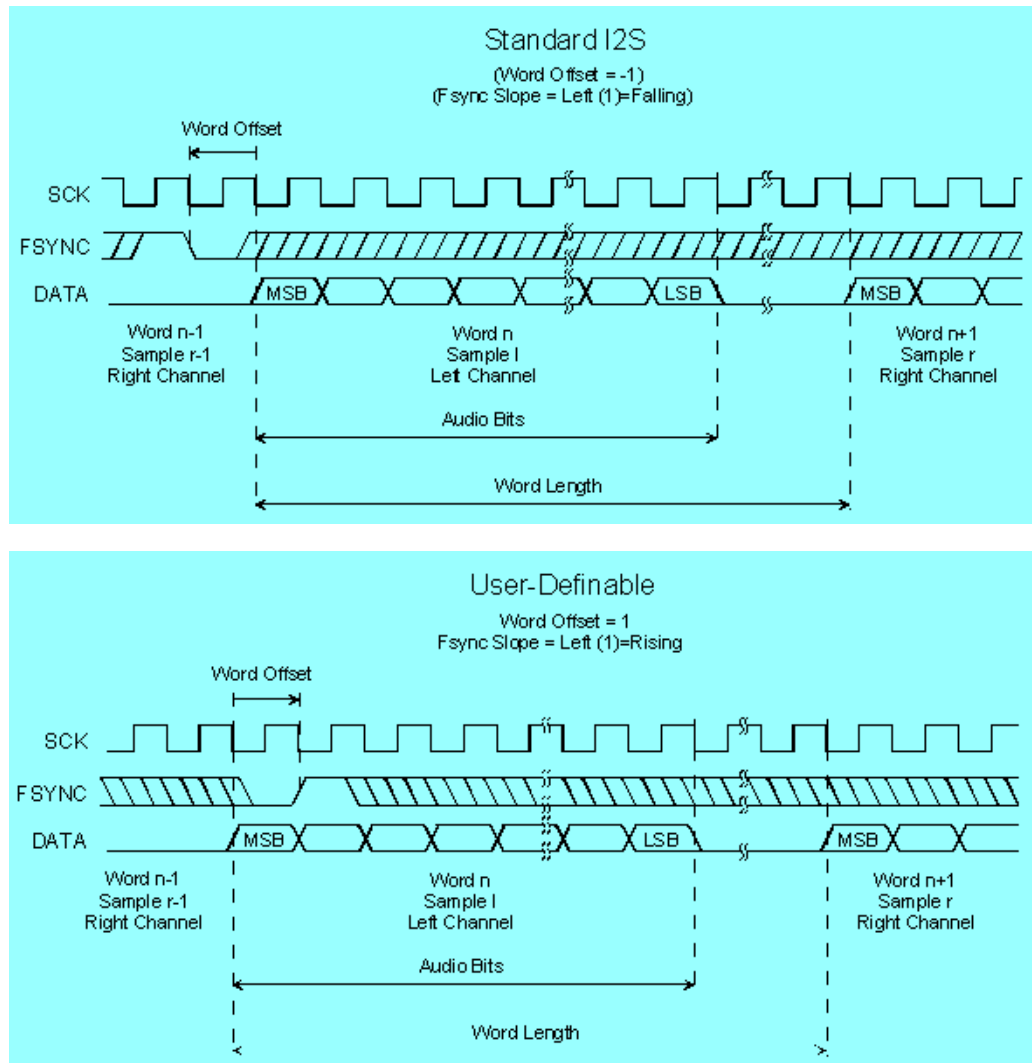 Standard I2S
(Word Offset = -1)
(Fsync Slope = Left (1)=Falling)
Word Offset
SCK
FSYNC
DATA
MSB
LSB
MSB
Word n-1
Sample r-1
Right Channel
Word n
Sample l
Left Channel
Word n+1
Sample r
Right Channel
Audio Bits
Word Length
User-Definable
Word Offset = 1
Fsync Slope = Left (1)=Rising
Word Offset
SCK
FSYNC
DATA
MSB
LSB
MSB
Word n-1
Sample r-1
Right Channel
Word n
Sample l
Left Channel
Word n+1
Sample r
Right Channel
Audio Bits
Word Length